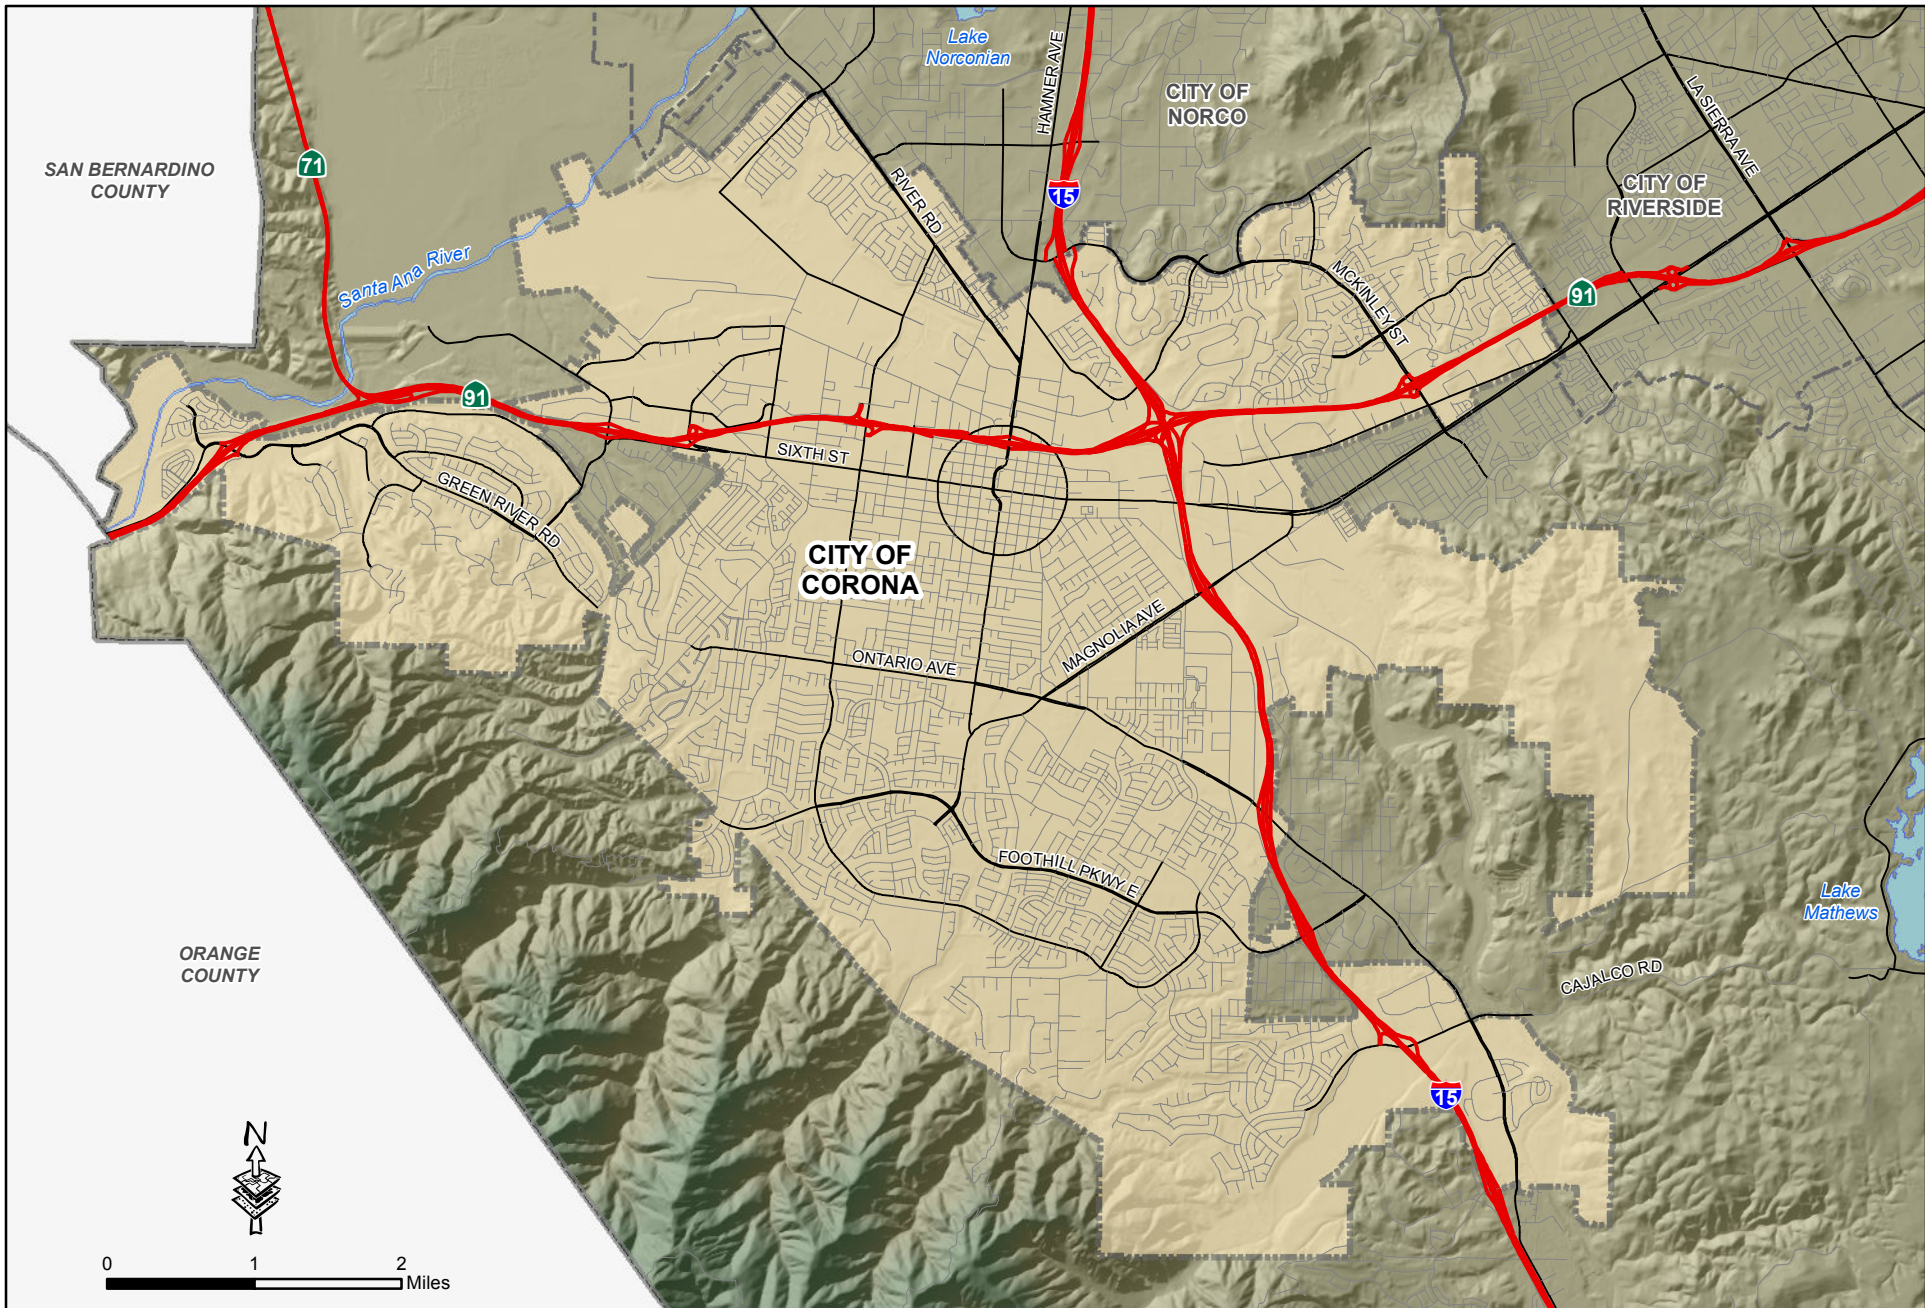 Lake
Norconian
HAMNER AVE
CITY OF
NORCO
LA SIERRA AVE
71
SAN BERNARDINO
COUNTY
RIVER RD
15
CITY OF
RIVERSIDE
Santa Ana River
MCKINLEY ST
91
91
SIXTH ST
GREEN RIVER RD
CITY OF
CORONA
MAGNOLIA AVE
ONTARIO AVE
FOOTHILL PKWY E
Lake
Mathews
ORANGE
COUNTY
CAJALCO RD
15
N
0 1 2
Miles